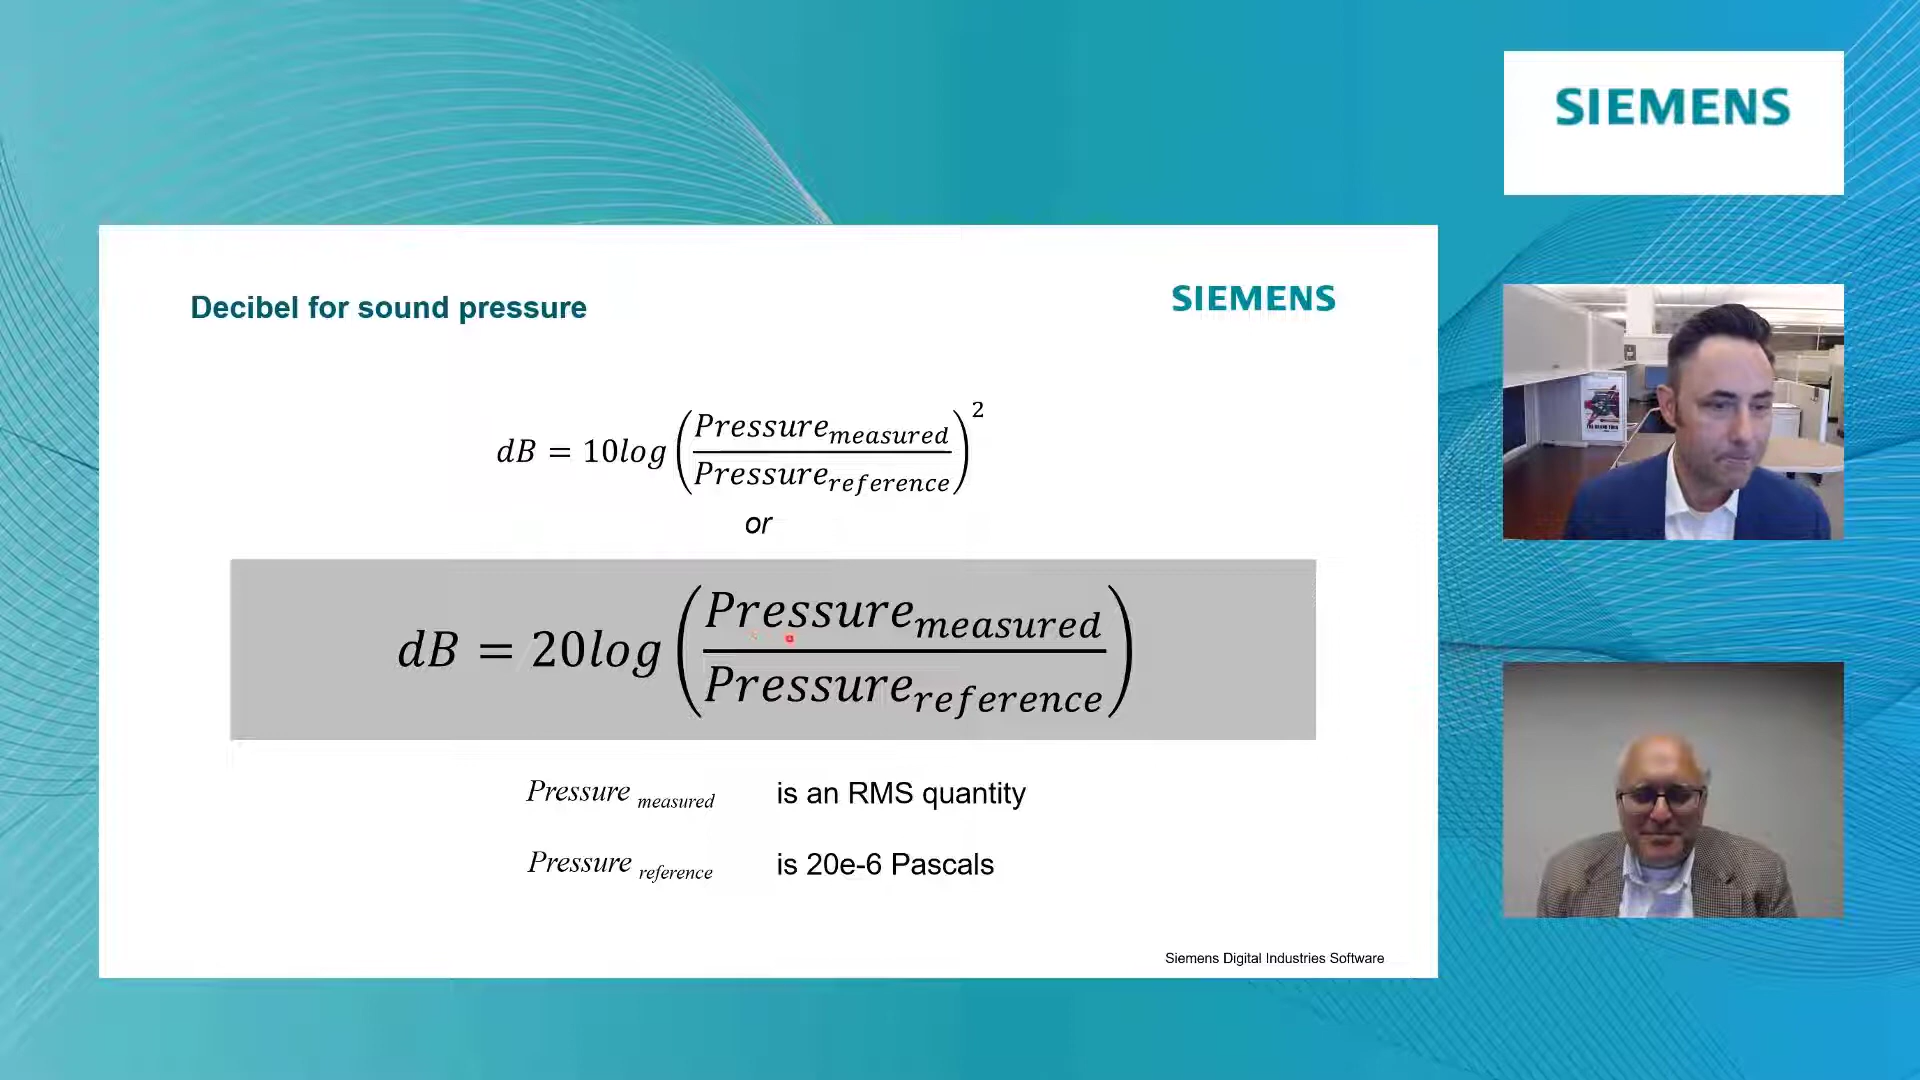 SIEMENS
Decibel for sound pressure
SIEMENS
dB = 10log (Pressure_measured / Pressure_reference)^2
or
dB = 20log (Pressure_measured / Pressure_reference)
Pressure measured is an RMS quantity
Pressure reference is 20e-6 Pascals
Siemens Digital Industries Software